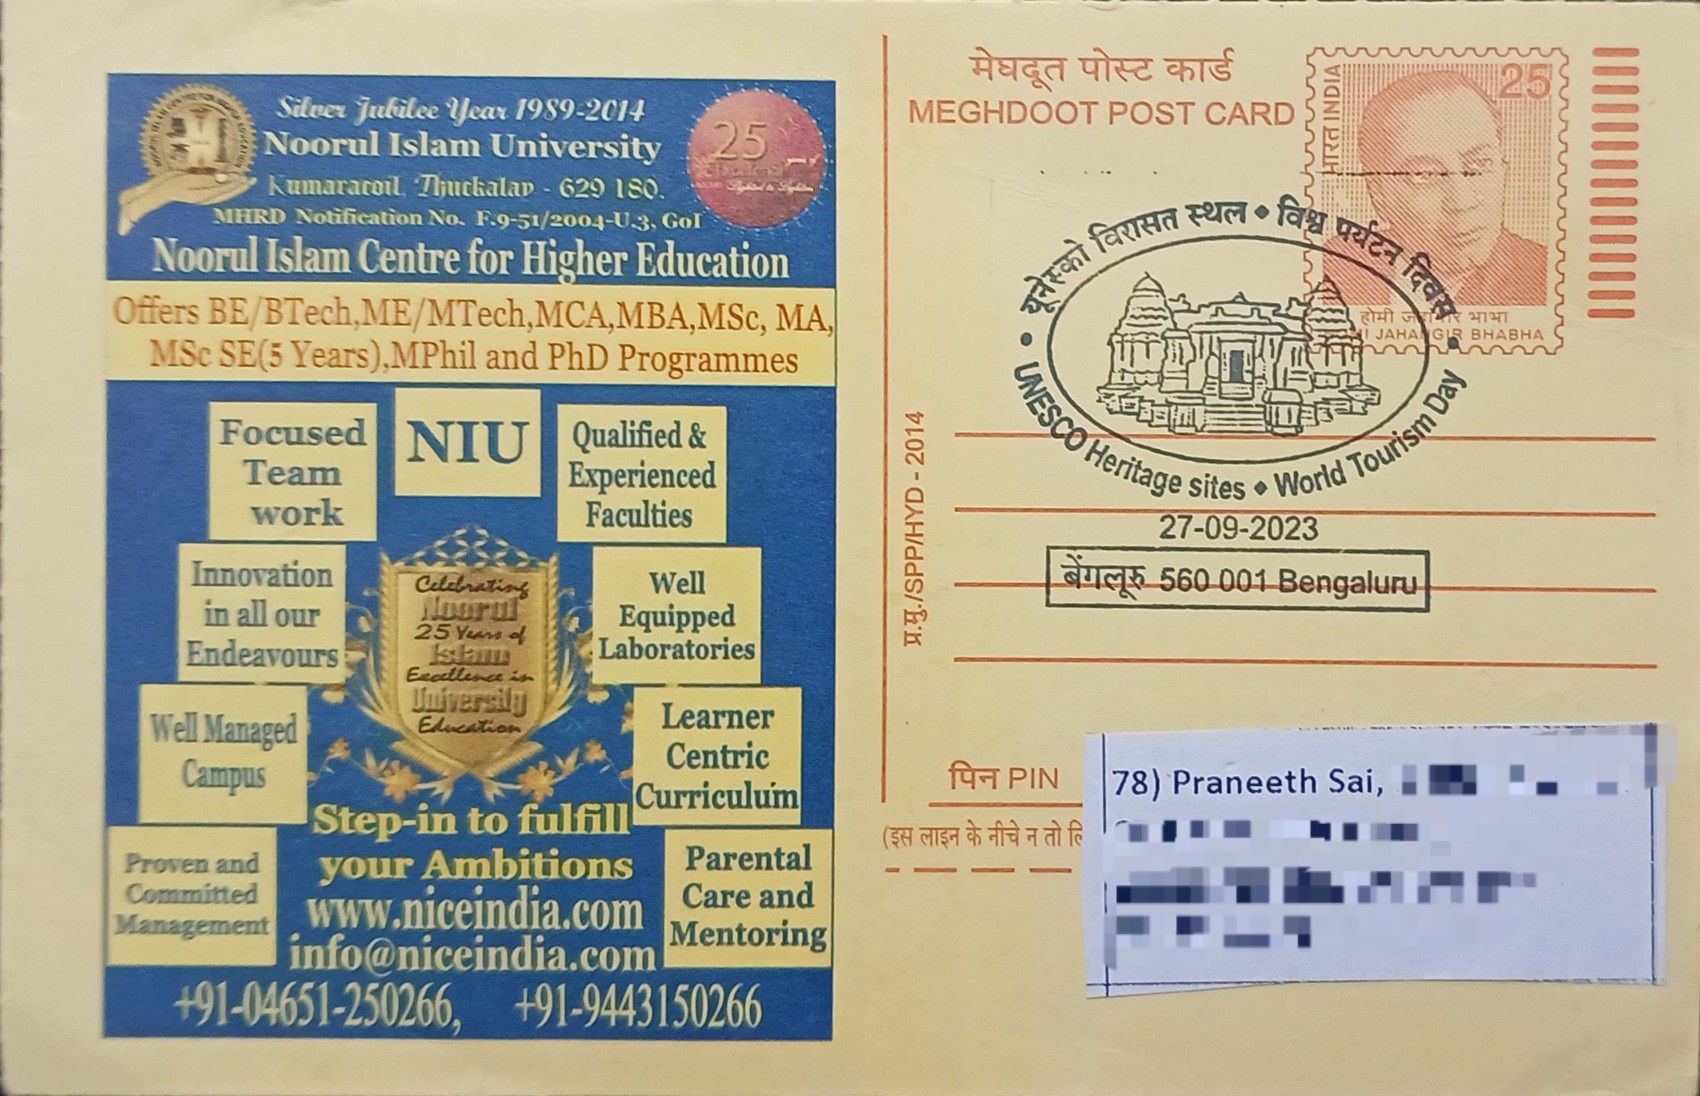 Silver Jubilee Year 1989-2014
Noorul Islam University
Kumaracoil, Thuckalay - 629 180.
MHRD Notification No. F.9-51/2004-U.3, GoI
25
Noorul Islam Centre for Higher Education
Offers BE/BTech,ME/MTech,MCA,MBA,MSc, MA,
MSc SE(5 Years),MPhil and PhD Programmes
Focused
Team
work
NIU
Qualified &
Experienced
Faculties
Innovation
in all our
Endeavours
Celebrating
Noorul
25 Years of
Islam
Excellence in
University
Education
Well
Equipped
Laboratories
Well Managed
Campus
Learner
Centric
Curriculum
Proven and
Committed
Management
Step-in to fulfill
your Ambitions
www.niceindia.com
info@niceindia.com
Parental
Care and
Mentoring
+91-04651-250266, +91-9443150266
मेघदूत पोस्ट कार्ड
MEGHDOOT POST CARD
भारत INDIA
25
होमी भाभा
JAHANGIR BHABHA
यूनेस्को विरासत स्थल ◆ विश्व पर्यटन दिवस
UNESCO Heritage sites ◆ World Tourism Day
27-09-2023
बेंगलूरु 560 001 Bengaluru
प्र.मु./SPP/HYD - 2014
पिन PIN
(इस लाइन के नीचे न तो
78) Praneeth Sai,